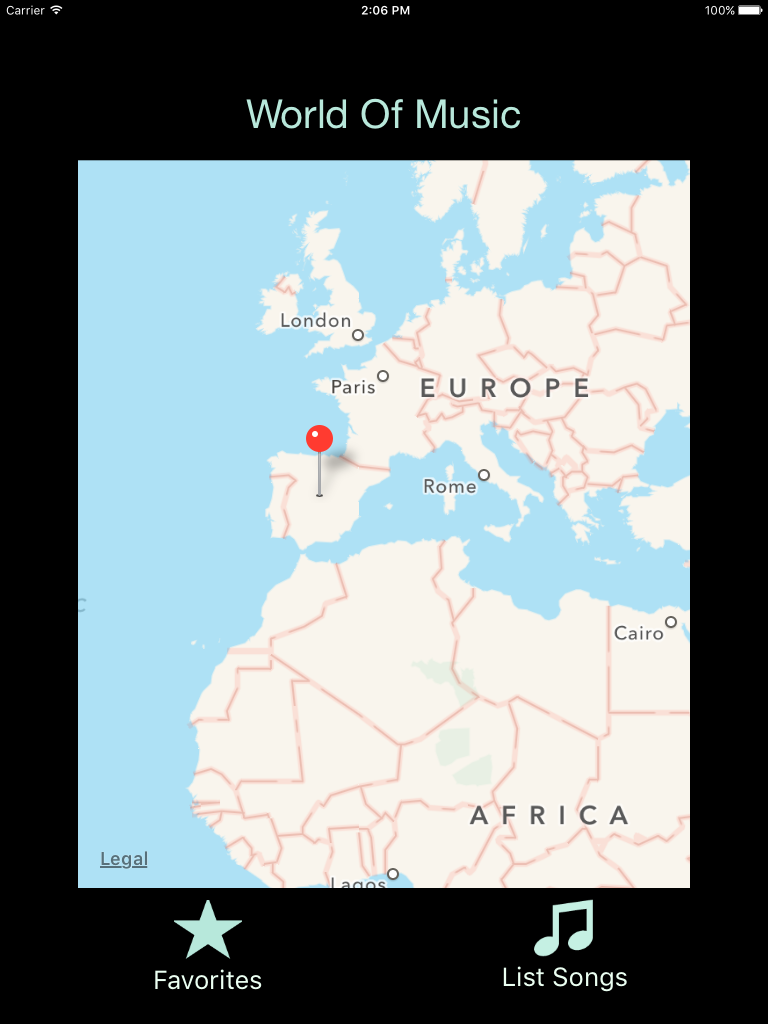 Carrier 2:06 PM 100%
World Of Music
London
Paris
EUROPE
Rome
Cairo
AFRICA
Legal
Lagos
Favorites
List Songs